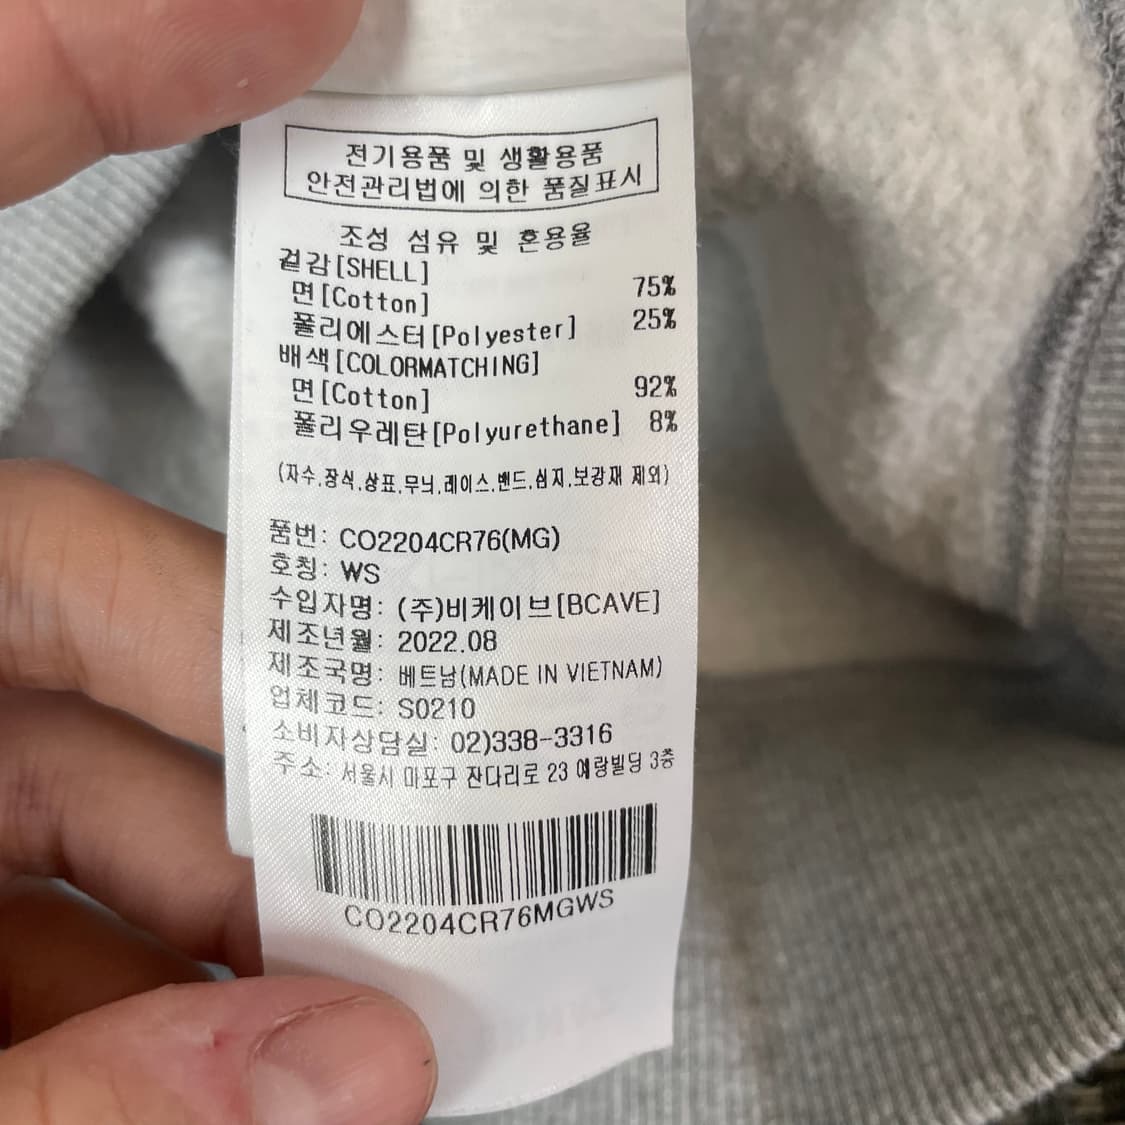 전기용품 및 생활용품
안전관리법에 의한 품질표시
조성 섬유 및 혼용율
겉감[SHELL]
면[Cotton] 75%
폴리에스터[Polyester] 25%
배색[COLORMATCHING]
면[Cotton] 92%
폴리우레탄[Polyurethane] 8%
(자수.장식.상표.무늬.레이스.밴드.심지.보강재 제외)
품번: CO2204CR76(MG)
호칭: WS
수입자명: (주)비케이브[BCAVE]
제조년월: 2022.08
제조국명: 베트남(MADE IN VIETNAM)
업체코드: S0210
소비자상담실: 02)338-3316
주소: 서울시 마포구 잔다리로 23 예랑빌딩 3층
CO2204CR76MGWS